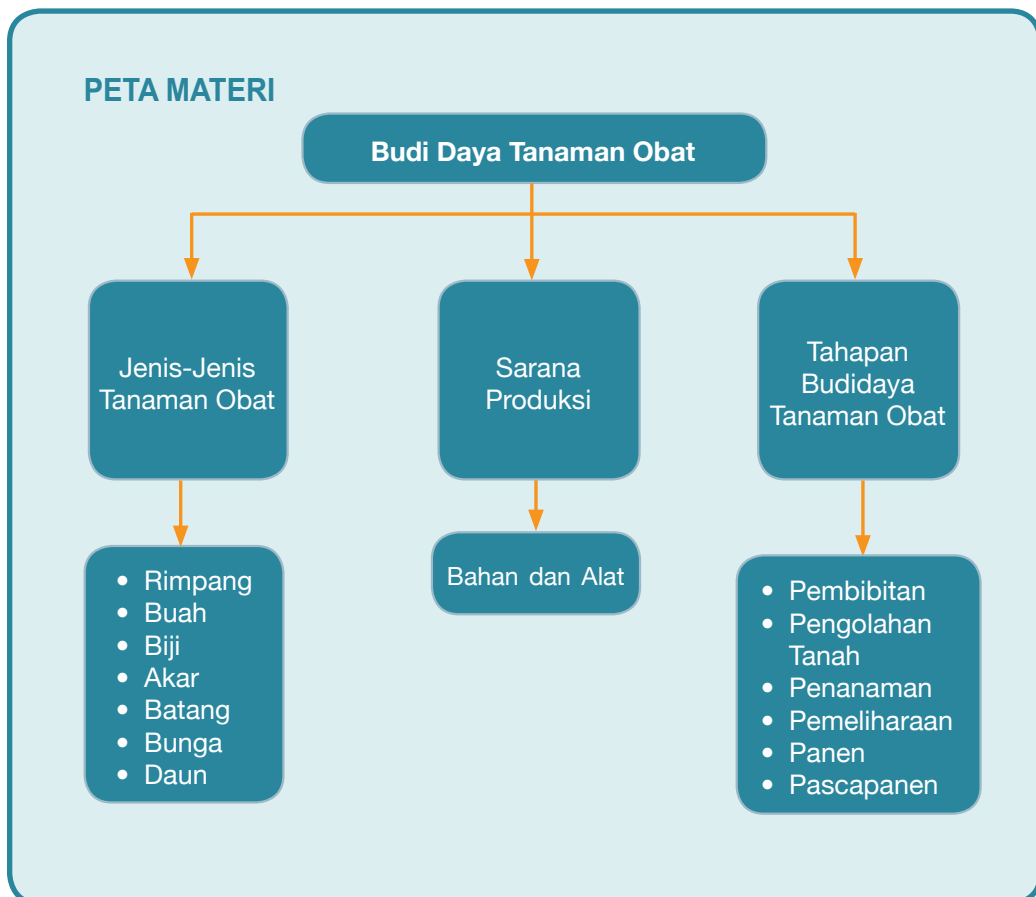 PETA MATERI
Budi Daya Tanaman Obat
Jenis-Jenis
Tanaman Obat
Sarana
Produksi
Tahapan
Budidaya
Tanaman Obat
• Rimpang
• Buah
• Biji
• Akar
• Batang
• Bunga
• Daun
Bahan dan Alat
• Pembibitan
• Pengolahan
Tanah
• Penanaman
• Pemeliharaan
• Panen
• Pascapanen